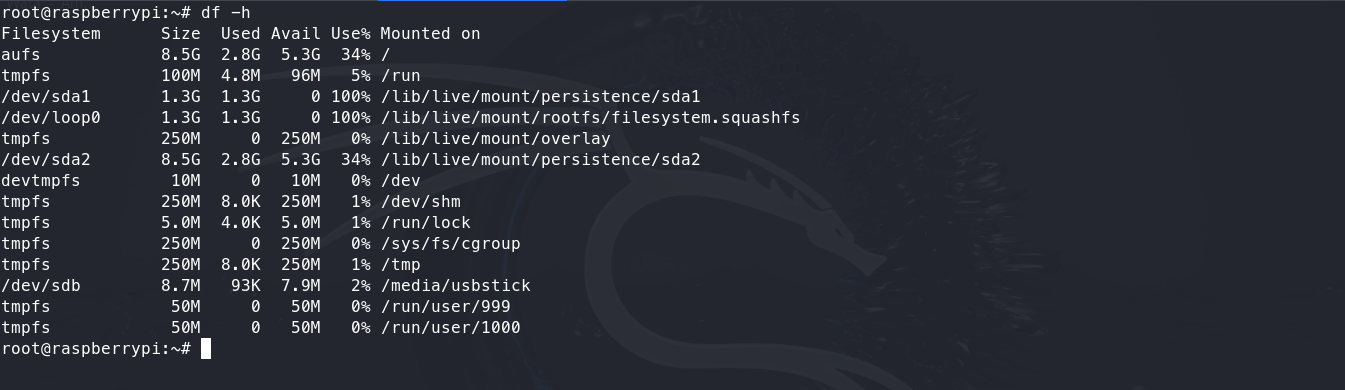 root@raspberrypi:~# df -h
Filesystem      Size  Used Avail Use% Mounted on
aufs            8.5G  2.8G  5.3G  34% /
tmpfs           100M  4.8M   96M   5% /run
/dev/sda1       1.3G  1.3G     0 100% /lib/live/mount/persistence/sda1
/dev/loop0      1.3G  1.3G     0 100% /lib/live/mount/rootfs/filesystem.squashfs
tmpfs           250M     0  250M   0% /lib/live/mount/overlay
/dev/sda2       8.5G  2.8G  5.3G  34% /lib/live/mount/persistence/sda2
devtmpfs         10M     0   10M   0% /dev
tmpfs           250M  8.0K  250M   1% /dev/shm
tmpfs           5.0M  4.0K  5.0M   1% /run/lock
tmpfs           250M     0  250M   0% /sys/fs/cgroup
tmpfs           250M  8.0K  250M   1% /tmp
/dev/sdb        8.7M   93K  7.9M   2% /media/usbstick
tmpfs            50M     0   50M   0% /run/user/999
tmpfs            50M     0   50M   0% /run/user/1000
root@raspberrypi:~#